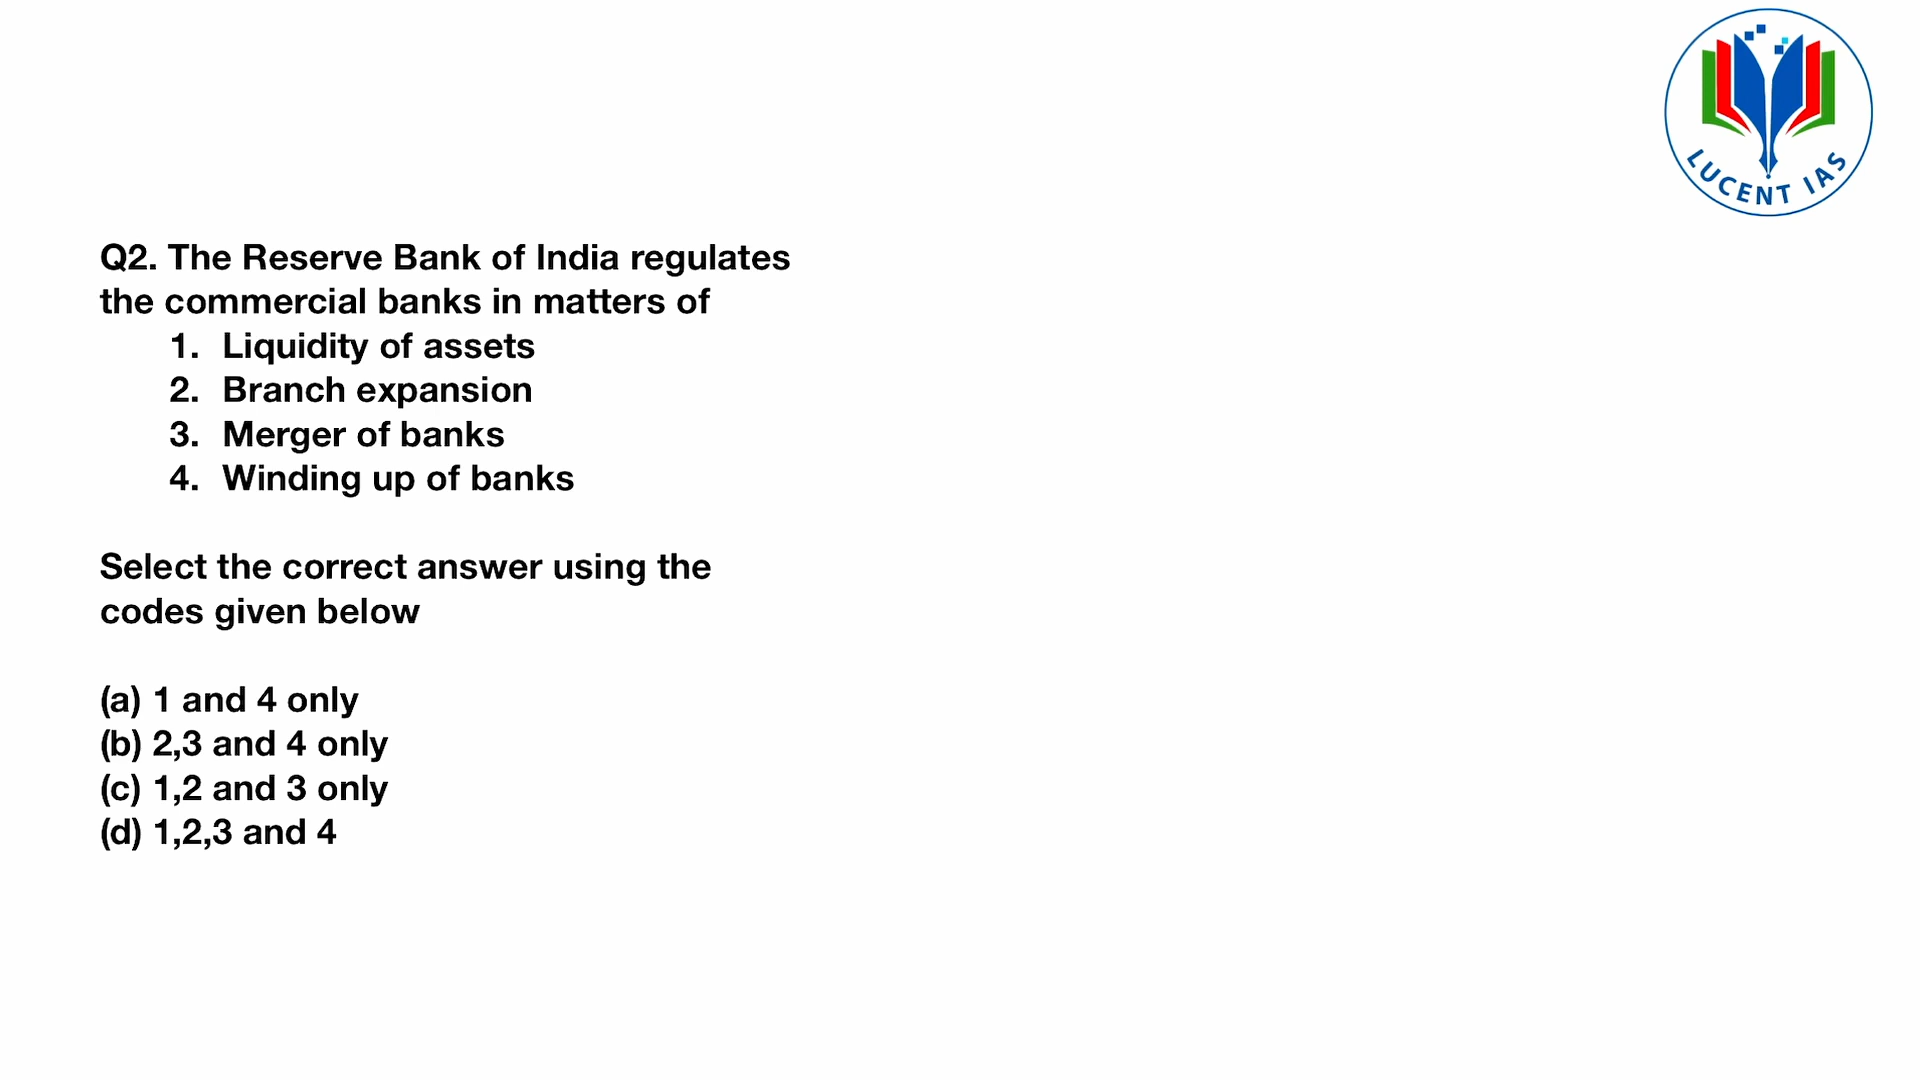 LUCENT IAS
Q2. The Reserve Bank of India regulates
the commercial banks in matters of
1. Liquidity of assets
2. Branch expansion
3. Merger of banks
4. Winding up of banks
Select the correct answer using the
codes given below
(a) 1 and 4 only
(b) 2,3 and 4 only
(c) 1,2 and 3 only
(d) 1,2,3 and 4